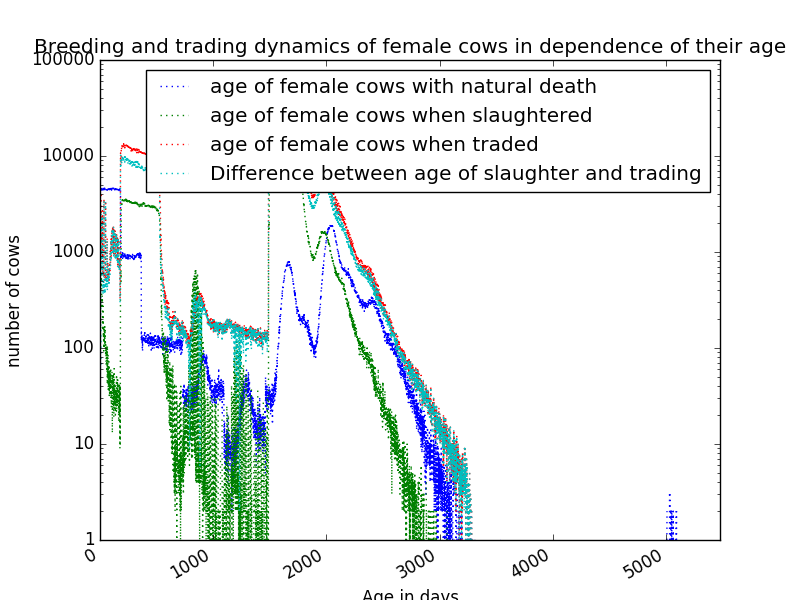 Breeding and trading dynamics of female cows in dependence of their age
100000
10000
1000
100
10
1
number of cows
age of female cows with natural death
age of female cows when slaughtered
age of female cows when traded
Difference between age of slaughter and trading
0
1000
2000
3000
4000
5000
Age in days